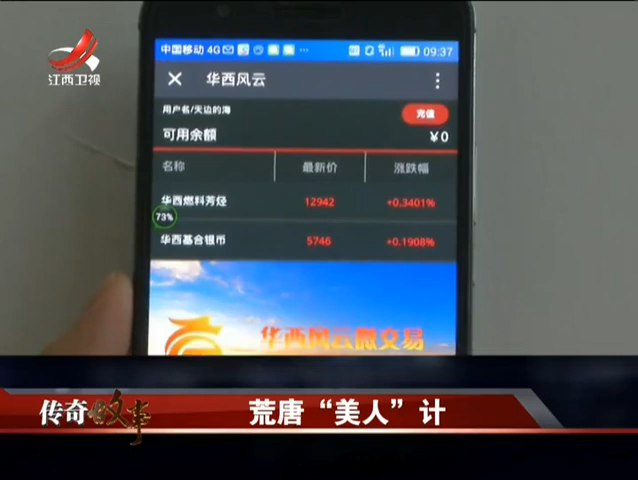 中国移动 4G 09:37
江西卫视
华西风云
用户名/天边的海
充值
可用余额 ¥0
名称 最新价 涨跌幅
华西燃料芳烃 12942 +0.3401%
73%
华西基合银币 5746 +0.1908%
华西风云微交易
传奇故事 荒唐“美人”计